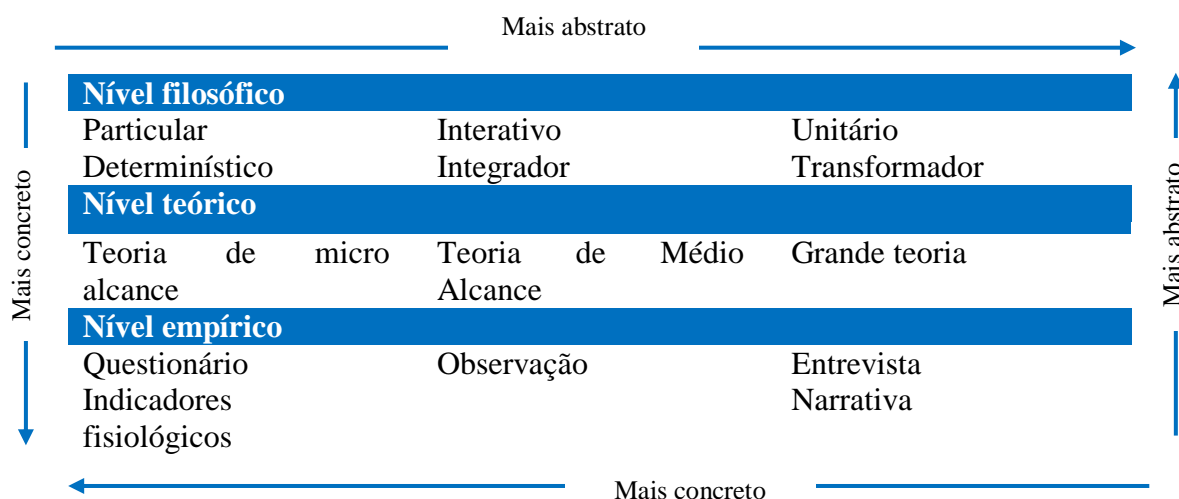 Mais abstrato
Nível filosófico
Particular Interativo Unitário
Determinístico Integrador Transformador
Nível teórico
Teoria de micro Teoria de Médio Grande teoria
alcance Alcance
Nível empírico
Questionário Observação Entrevista
Indicadores Narrativa
fisiológicos
Mais concreto
Mais abstrato
Mais concreto